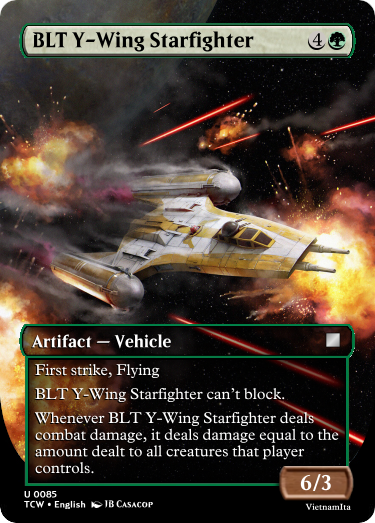 BLT Y-Wing Starfighter 4
Artifact — Vehicle
First strike, Flying
BLT Y-Wing Starfighter can't block.
Whenever BLT Y-Wing Starfighter deals
combat damage, it deals damage equal to the
amount dealt to all creatures that player
controls.
6/3
U 0085
TCW • English JB Casacop
VietnamIta